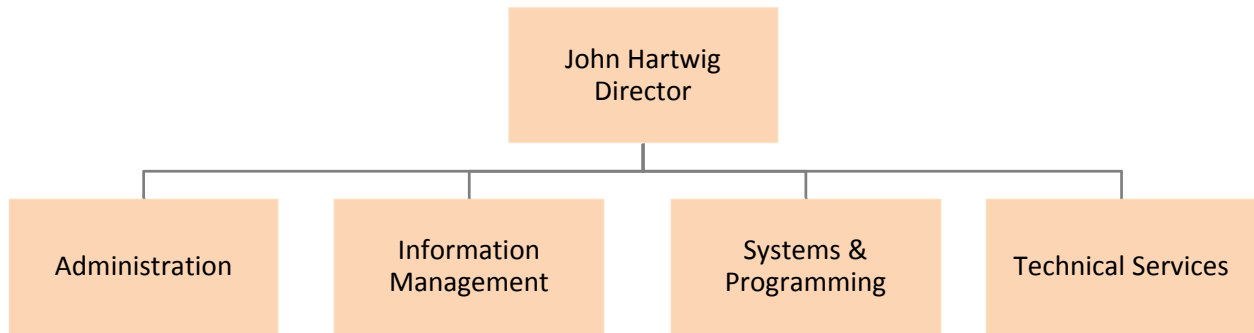 John Hartwig
Director
Administration
Information
Management
Systems &
Programming
Technical Services